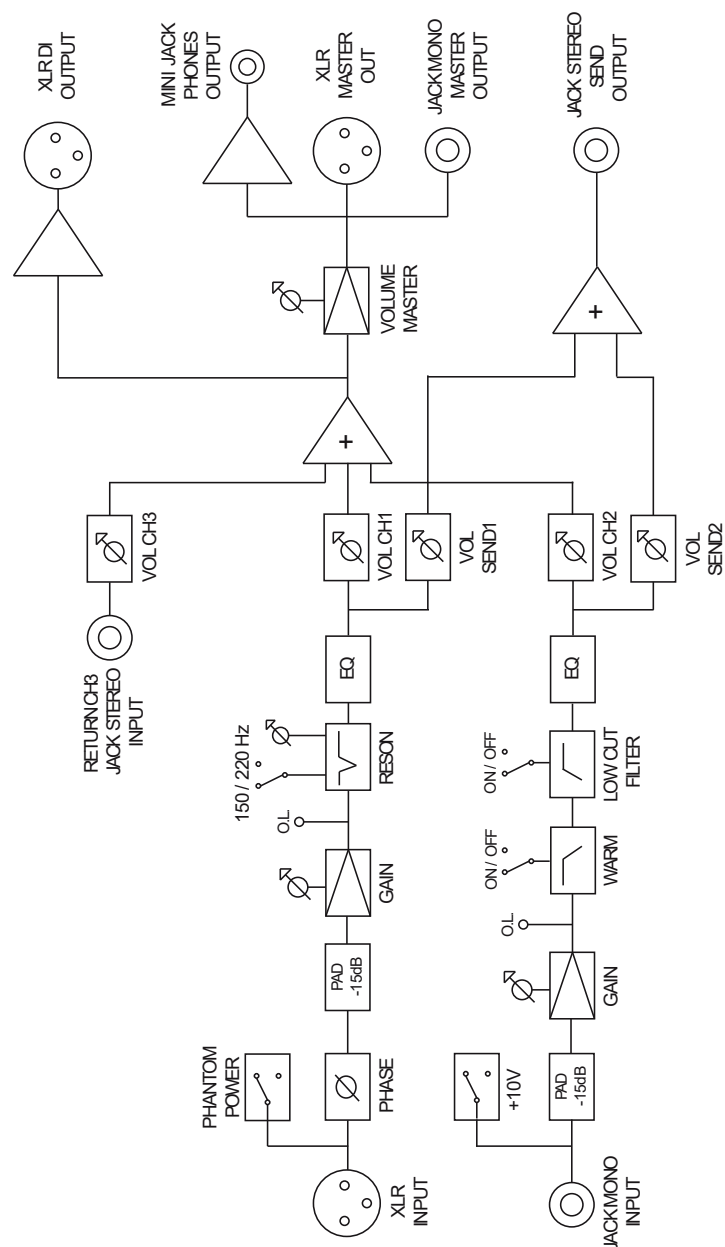 XLR DI
OUTPUT
MINI JACK
PHONES
OUTPUT
XLR
MASTER
OUT
JACK MONO
MASTER
OUTPUT
JACK STEREO
SEND
OUTPUT
VOLUME
MASTER
+
+
VOL CH3
VOL CH1
VOL
SEND1
VOL CH2
VOL
SEND2
RETURN CH3
JACK STEREO
INPUT
EQ
EQ
150 / 220 Hz
RESON
ON / OFF
LOW CUT
FILTER
O.L.
ON / OFF
WARM
GAIN
O.L.
PAD
-15dB
GAIN
PHANTOM
POWER
PHASE
+10V
PAD
-15dB
XLR
INPUT
JACK MONO
INPUT